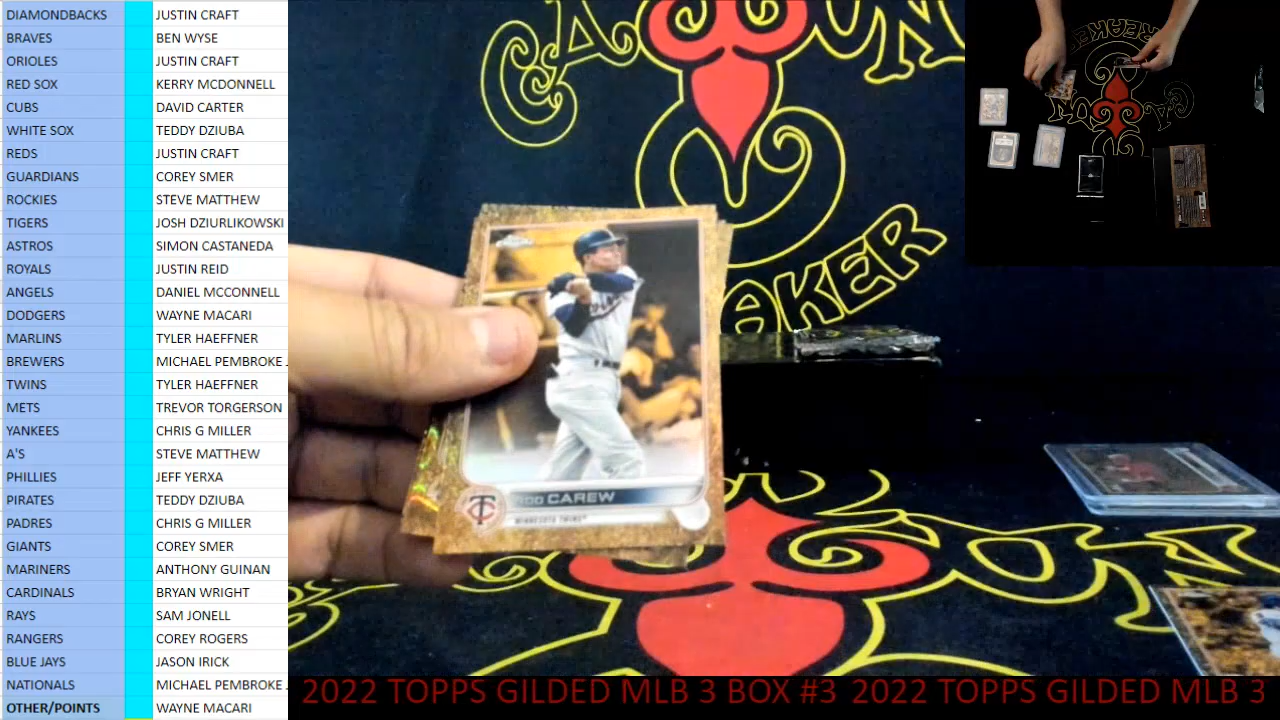 DIAMONDBACKS JUSTIN CRAFT
BRAVES BEN WYSE
ORIOLES JUSTIN CRAFT
RED SOX KERRY MCDONNELL
CUBS DAVID CARTER
WHITE SOX TEDDY DZIUBA
REDS JUSTIN CRAFT
GUARDIANS COREY SMER
ROCKIES STEVE MATTHEW
TIGERS JOSH DZIURLIKOWSKI
ASTROS SIMON CASTANEDA
ROYALS JUSTIN REID
ANGELS DANIEL MCCONNELL
DODGERS WAYNE MACARI
MARLINS TYLER HAEFFNER
BREWERS MICHAEL PEMBROKE
TWINS TYLER HAEFFNER
METS TREVOR TORGERSON
YANKEES CHRIS G MILLER
A'S STEVE MATTHEW
PHILLIES JEFF YERXA
PIRATES TEDDY DZIUBA
PADRES CHRIS G MILLER
GIANTS COREY SMER
MARINERS ANTHONY GUINAN
CARDINALS BRYAN WRIGHT
RAYS SAM JONELL
RANGERS COREY ROGERS
BLUE JAYS JASON IRICK
NATIONALS MICHAEL PEMBROKE
OTHER/POINTS WAYNE MACARI
CAJUN
BREAKER
ROD CAREW
MINNESOTA TWINS
TC
2022 TOPPS GILDED MLB 3 BOX #3 2022 TOPPS GILDED MLB 3